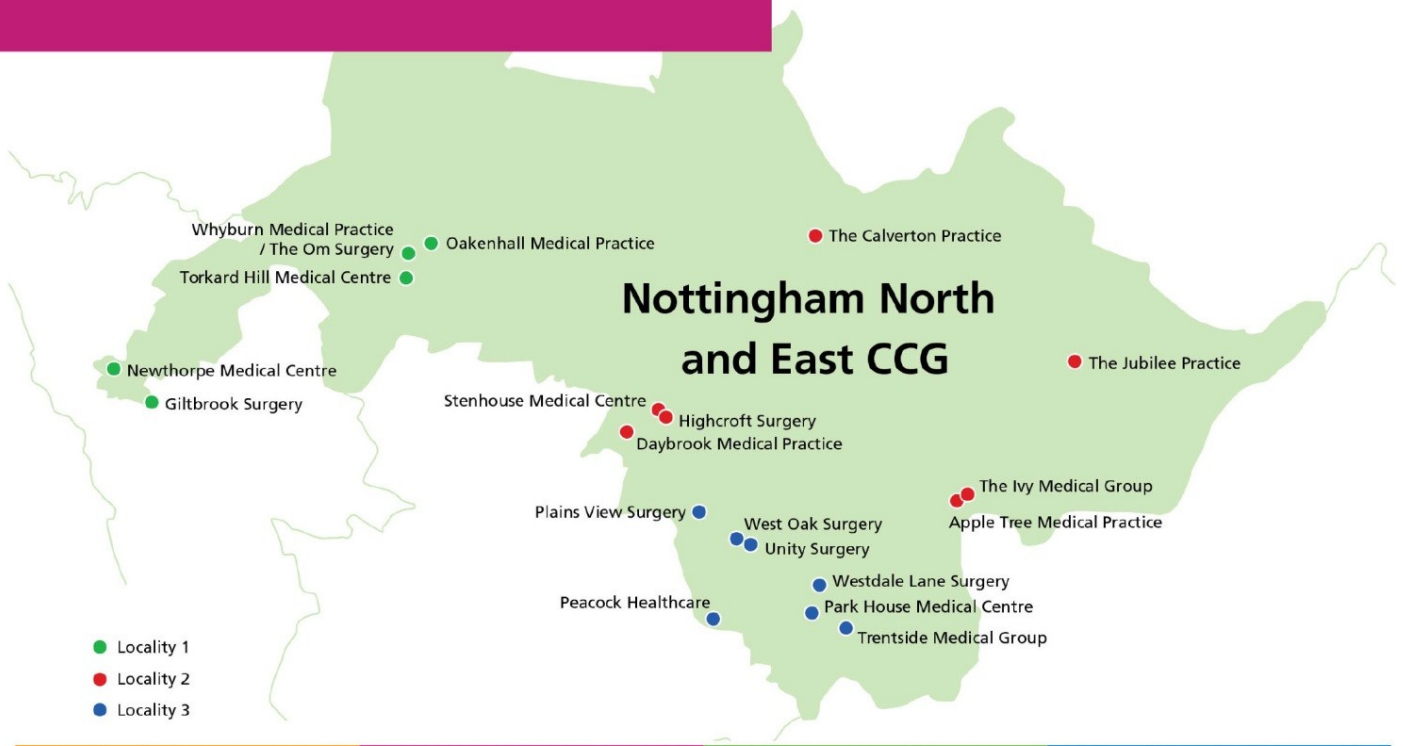 Whyburn Medical Practice
/ The Om Surgery
Oakenhall Medical Practice
Torkard Hill Medical Centre
The Calverton Practice
Nottingham North
and East CCG
Newthorpe Medical Centre
Giltbrook Surgery
The Jubilee Practice
Stenhouse Medical Centre
Highcroft Surgery
Daybrook Medical Practice
The Ivy Medical Group
Apple Tree Medical Practice
Plains View Surgery
West Oak Surgery
Unity Surgery
Westdale Lane Surgery
Peacock Healthcare
Park House Medical Centre
Trentside Medical Group
Locality 1
Locality 2
Locality 3